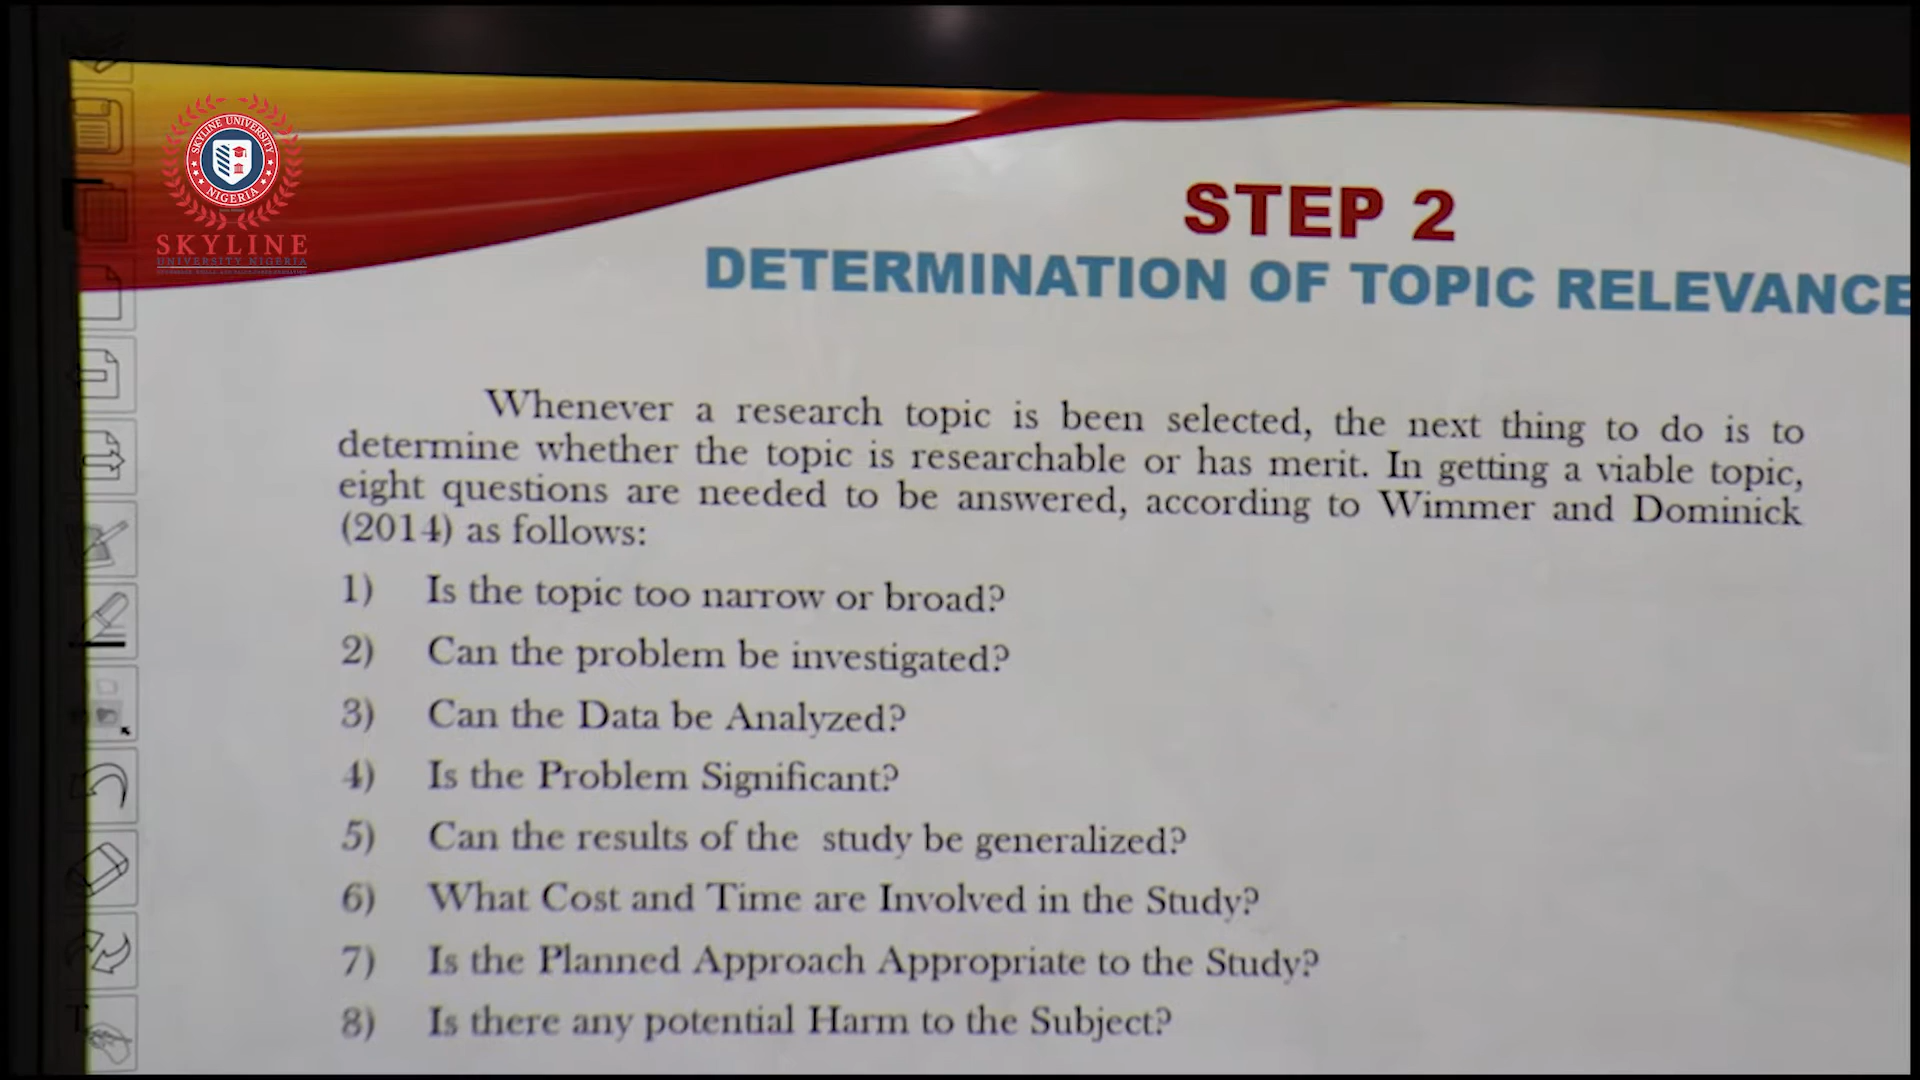 SKYLINE UNIVERSITY
NIGERIA
SKYLINE
UNIVERSITY NIGERIA
STEP 2
DETERMINATION OF TOPIC RELEVANCE
Whenever a research topic is been selected, the next thing to do is to
determine whether the topic is researchable or has merit. In getting a viable topic,
eight questions are needed to be answered, according to Wimmer and Dominick
(2014) as follows:
1) Is the topic too narrow or broad?
2) Can the problem be investigated?
3) Can the Data be Analyzed?
4) Is the Problem Significant?
5) Can the results of the study be generalized?
6) What Cost and Time are Involved in the Study?
7) Is the Planned Approach Appropriate to the Study?
8) Is there any potential Harm to the Subject?